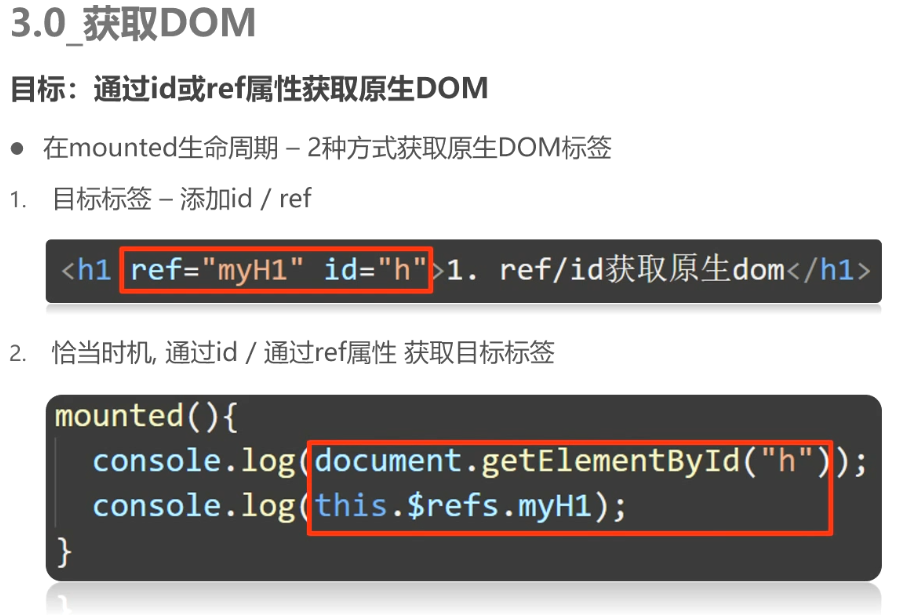 3.0_获取DOM
目标：通过id或ref属性获取原生DOM
● 在mounted生命周期 – 2种方式获取原生DOM标签
1. 目标标签 – 添加id / ref
<h1 ref="myH1" id="h">1. ref/id获取原生dom</h1>
2. 恰当时机, 通过id / 通过ref属性 获取目标标签
mounted(){
console.log(document.getElementById("h"));
console.log(this.$refs.myH1);
}